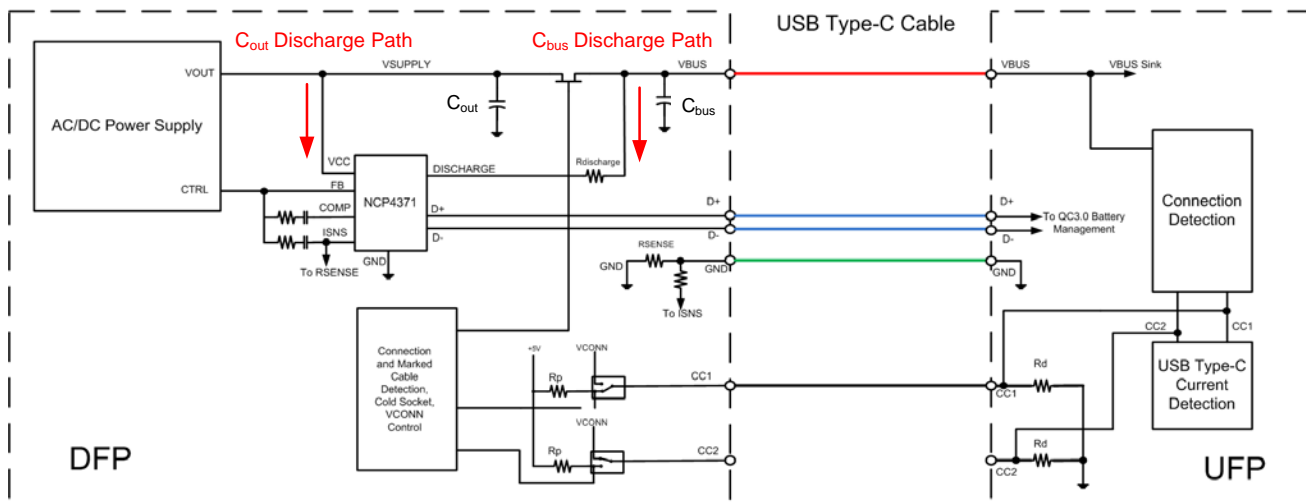 USB Type-C Cable
Cout Discharge Path
Cbus Discharge Path
VOUT
VSUPPLY
VBUS
VBUS
VBUS Sink
Cout
Cbus
AC/DC Power Supply
VCC
DISCHARGE
Rdischarge
CTRL
FB
NCP4371
COMP
D+
D+
D+
To QC3.0 Battery
Management
Connection
Detection
ISNS
D-
D-
D-
To RSENSE
GND
RSENSE
GND
GND
GND
To ISNS
CC2
CC1
Connection
and Marked
Cable
Detection,
Cold Socket,
VCONN
Control
+5V
VCONN
Rp
CC1
CC1
Rd
USB Type-C
Current
Detection
VCONN
Rp
CC2
CC2
Rd
DFP
UFP